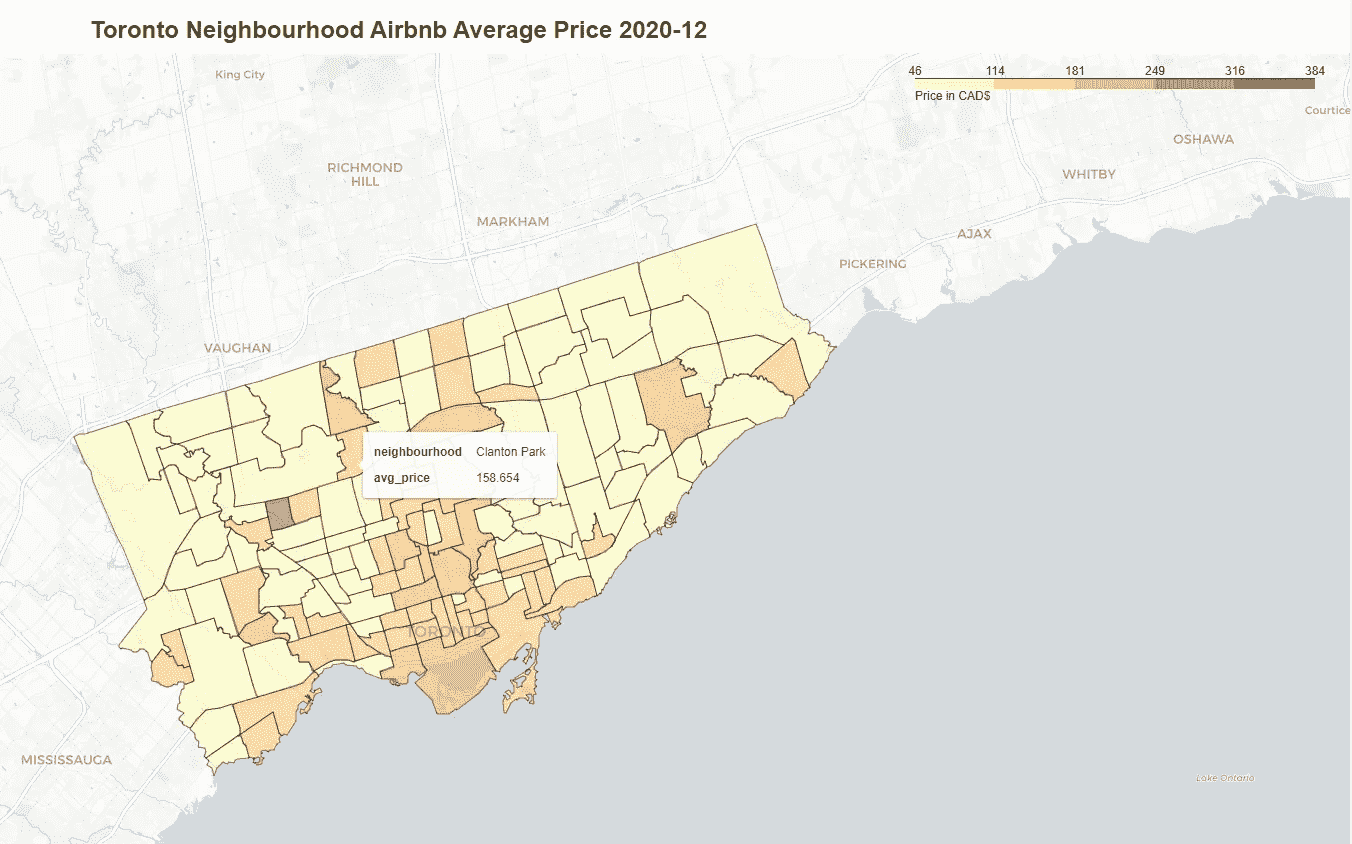 Toronto Neighbourhood Airbnb Average Price 2020-12
46 114 181 249 316 384
Price in CAD$
King City
Courtice
OSHAWA
RICHMOND
HILL
WHITBY
MARKHAM
AJAX
PICKERING
VAUGHAN
neighbourhood Clanton Park
avg_price 158.654
TORONTO
MISSISSAUGA
Lake Ontario